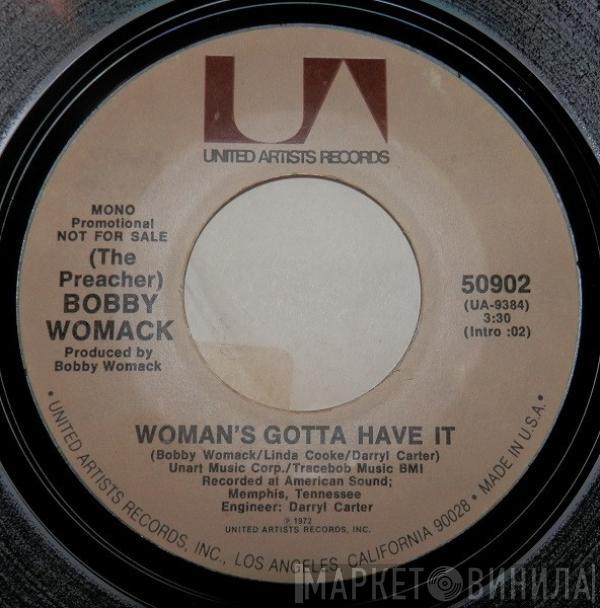 UA
UNITED ARTISTS RECORDS
MONO
Promotional
NOT FOR SALE
(The
Preacher)
BOBBY
WOMACK
Produced by
Bobby Womack
50902
(UA-9384)
3:30
(Intro :02)
WOMAN'S GOTTA HAVE IT
(Bobby Womack/Linda Cooke/Darryl Carter)
Unart Music Corp./Tracebob Music BMI
Recorded at American Sound;
Memphis, Tennessee
Engineer: Darryl Carter
℗ 1972
UNITED ARTISTS RECORDS, INC.
• UNITED ARTISTS RECORDS, INC., LOS ANGELES, CALIFORNIA 90028 • MADE IN U.S.A. •
МАРКЕТ ВИНИЛА